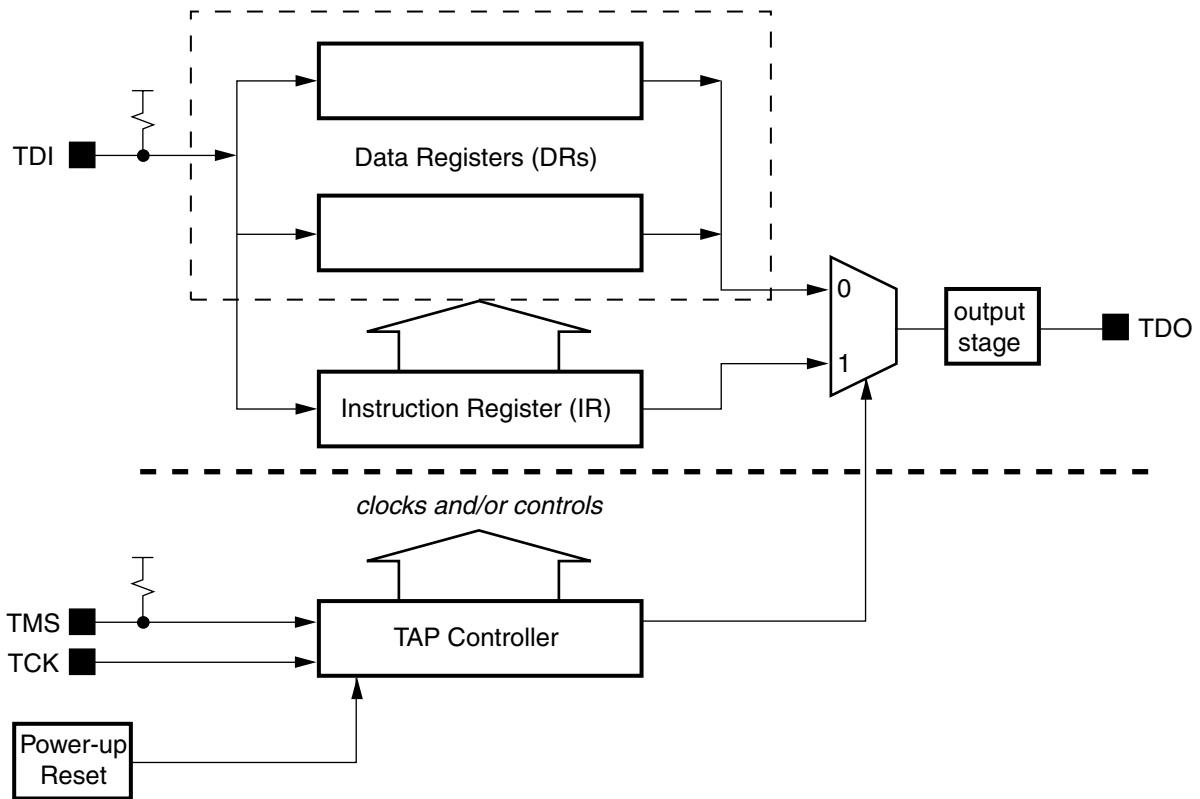 TDI
Data Registers (DRs)
0
output
stage
TDO
1
Instruction Register (IR)
clocks and/or controls
TMS
TAP Controller
TCK
Power-up
Reset